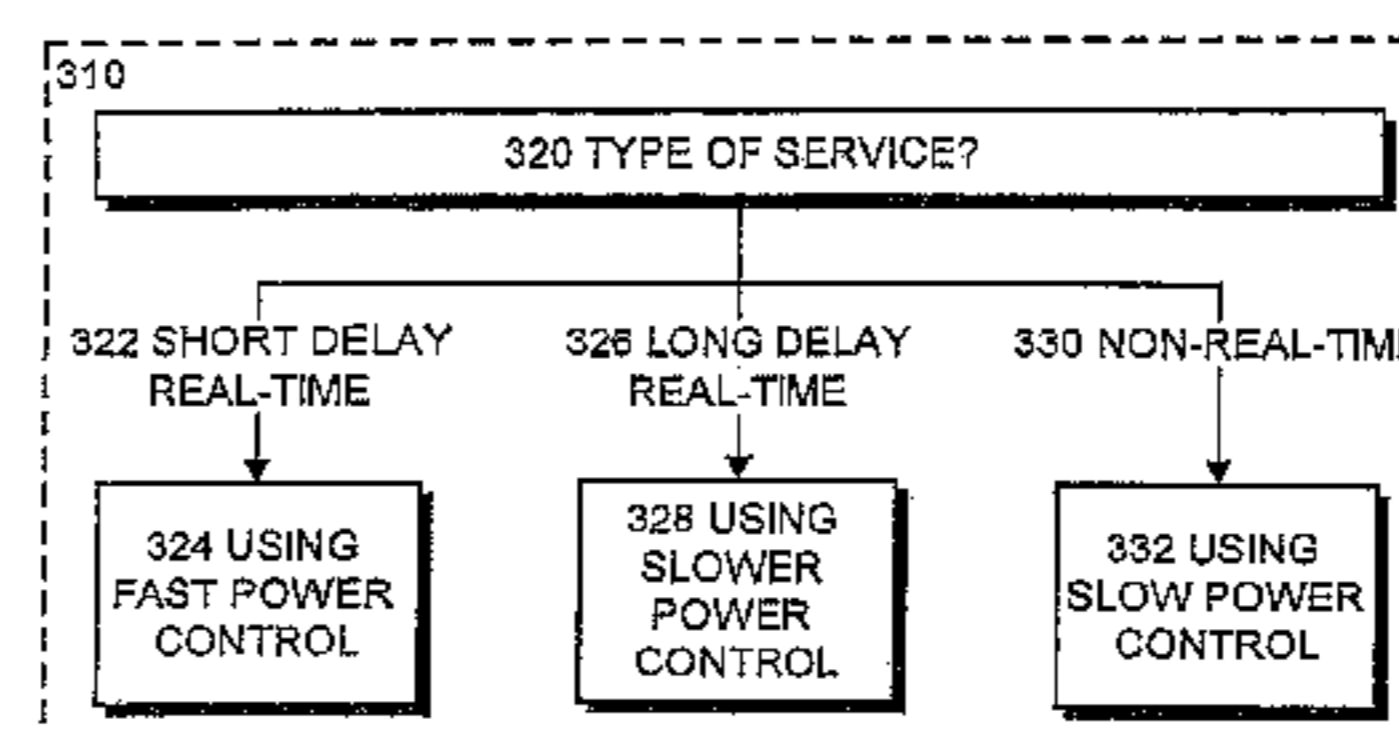 310
320 TYPE OF SERVICE?
322 SHORT DELAY
REAL-TIME
326 LONG DELAY
REAL-TIME
330 NON-REAL-TIM
324 USING
FAST POWER
CONTROL
328 USING
SLOWER
POWER
CONTROL
332 USING
SLOW POWER
CONTROL